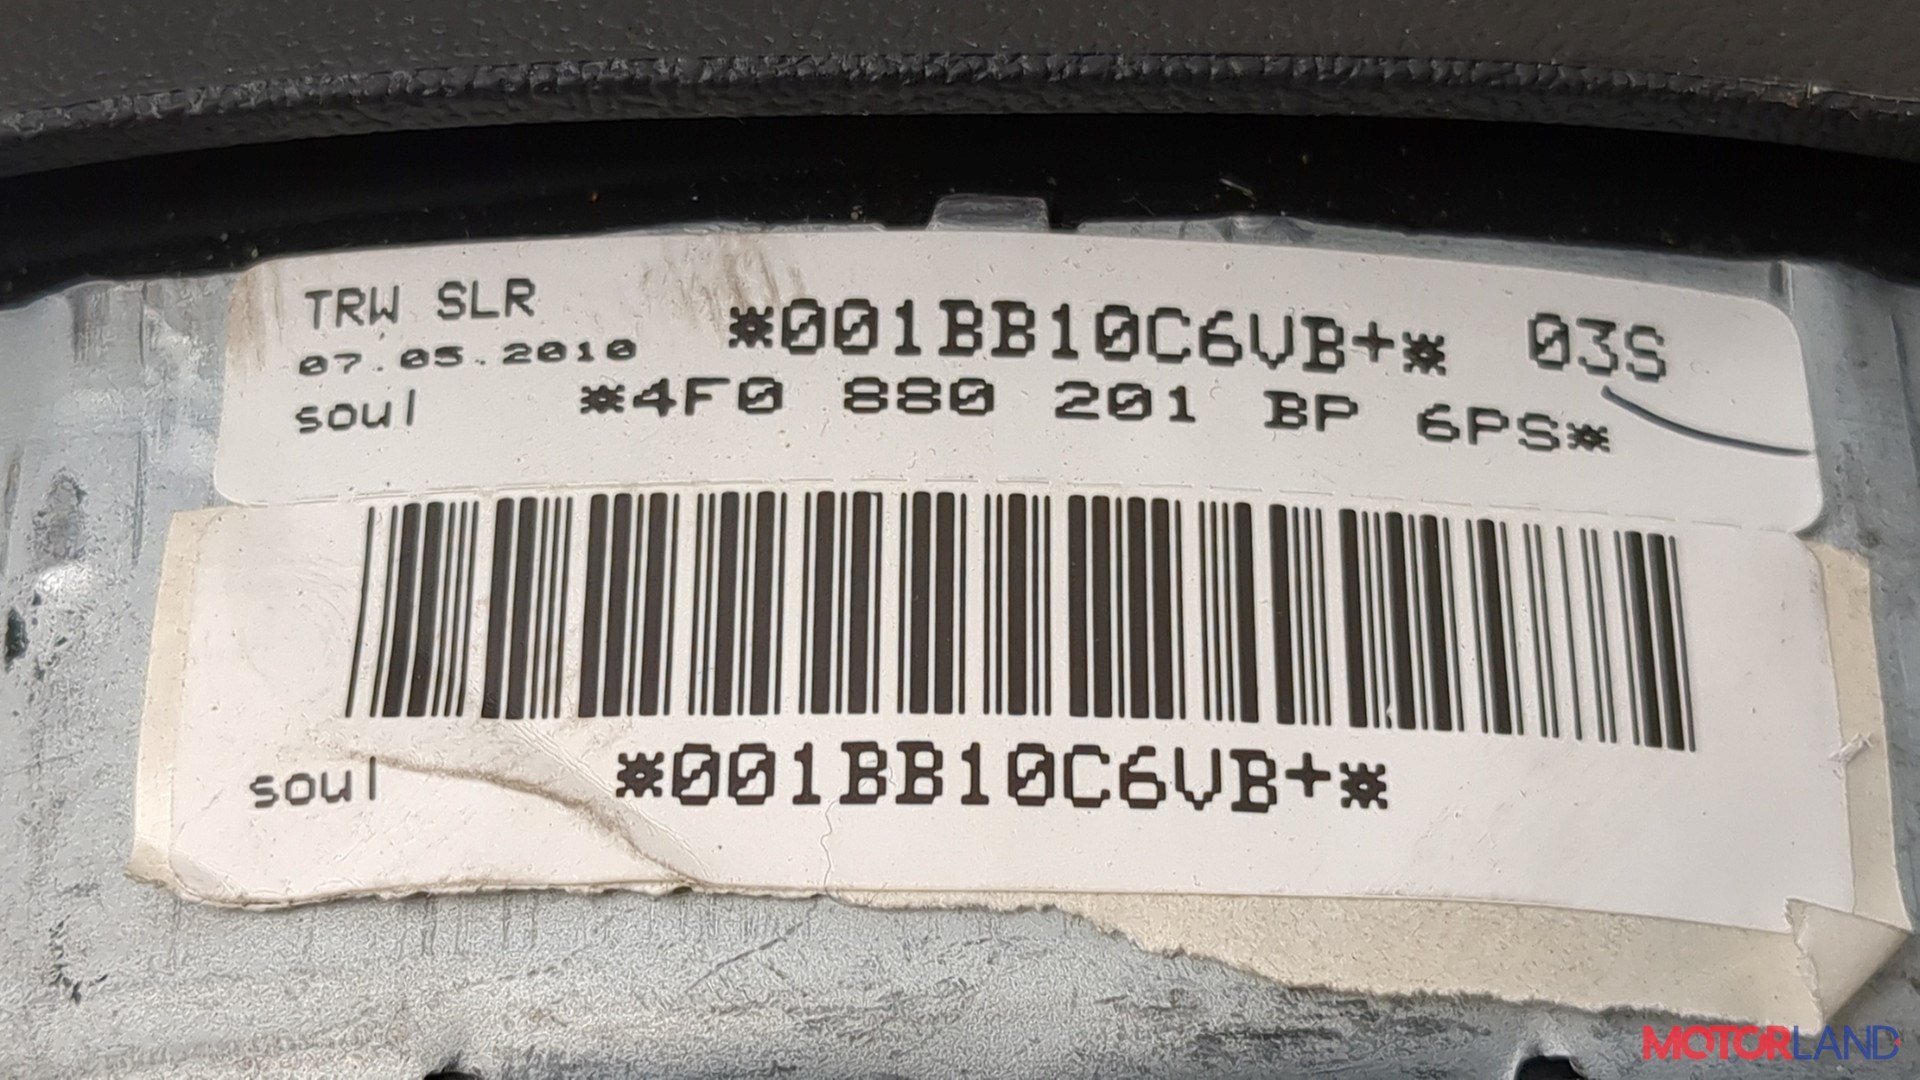 TRW SLR *001BB10C6VB+* 03S
07.05.2010
soul *4F0 880 201 BP 6PS*
soul *001BB10C6VB+*
MOTORLAND